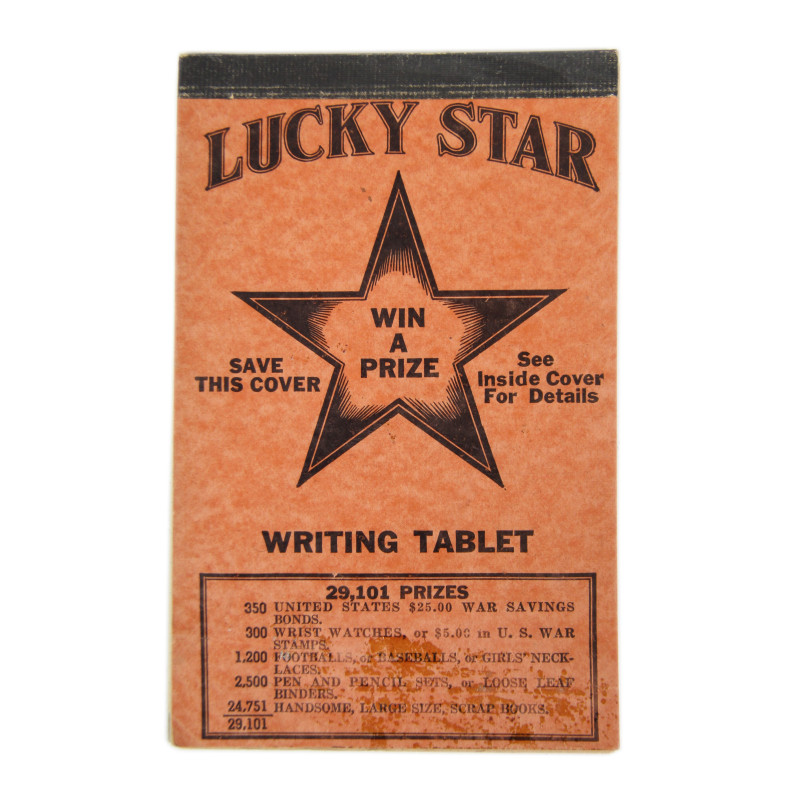 LUCKY STAR
WIN
A
PRIZE
SAVE
THIS COVER
See
Inside Cover
For Details
WRITING TABLET
29,101 PRIZES
350 UNITED STATES $25.00 WAR SAVINGS
BONDS.
300 WRIST WATCHES, or $5.00 in U. S. WAR
STAMPS.
1,200 FOOTBALLS, or BASEBALLS, or GIRLS' NECK-
LACES.
2,500 PEN AND PENCIL SETS, or LOOSE LEAF
BINDERS.
24,751 HANDSOME, LARGE SIZE, SCRAP BOOKS.
29,101